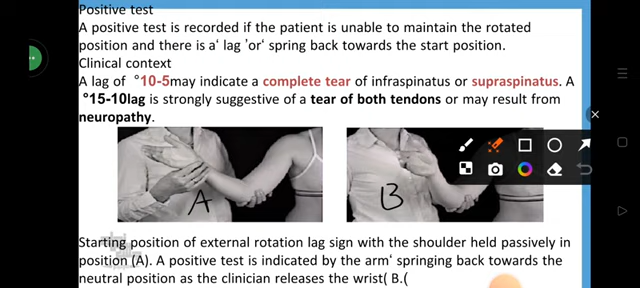 Positive test
A positive test is recorded if the patient is unable to maintain the rotated
position and there is a‘ lag ’or‘ spring back towards the start position.
Clinical context
A lag of °10-5may indicate a complete tear of infraspinatus or supraspinatus. A
°15-10lag is strongly suggestive of a tear of both tendons or may result from
neuropathy.
A
B
Starting position of external rotation lag sign with the shoulder held passively in
position (A). A positive test is indicated by the arm‘ springing back towards the
neutral position as the clinician releases the wrist( B.(